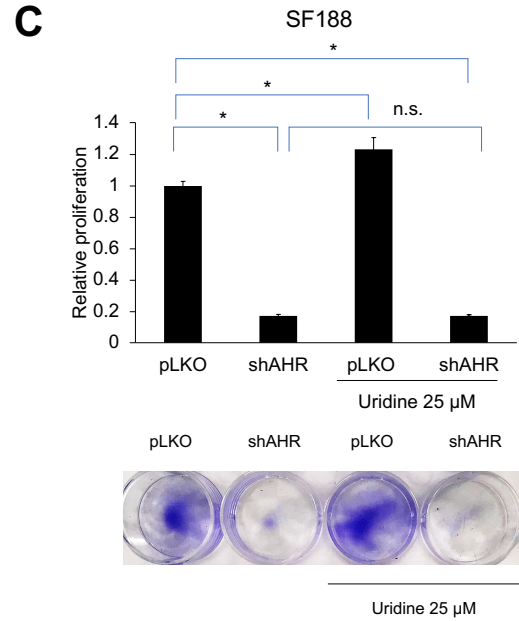 C
SF188
*
*
*
n.s.
Relative proliferation
1.4
1.2
1
0.8
0.6
0.4
0.2
0
pLKO shAHR pLKO shAHR
Uridine 25 µM
pLKO shAHR pLKO shAHR
Uridine 25 µM